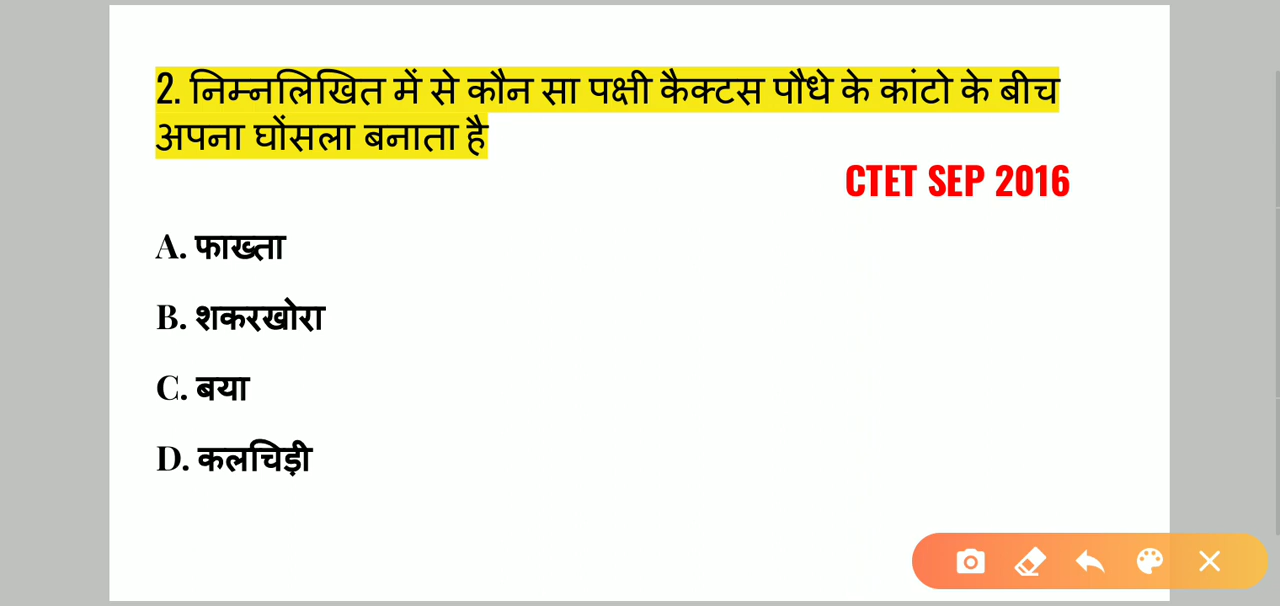 2. निम्नलिखित में से कौन सा पक्षी कैक्टस पौधे के कांटो के बीच
अपना घोंसला बनाता है
CTET SEP 2016
A. फाख्ता
B. शकरखोरा
C. बया
D. कलचिड़ी